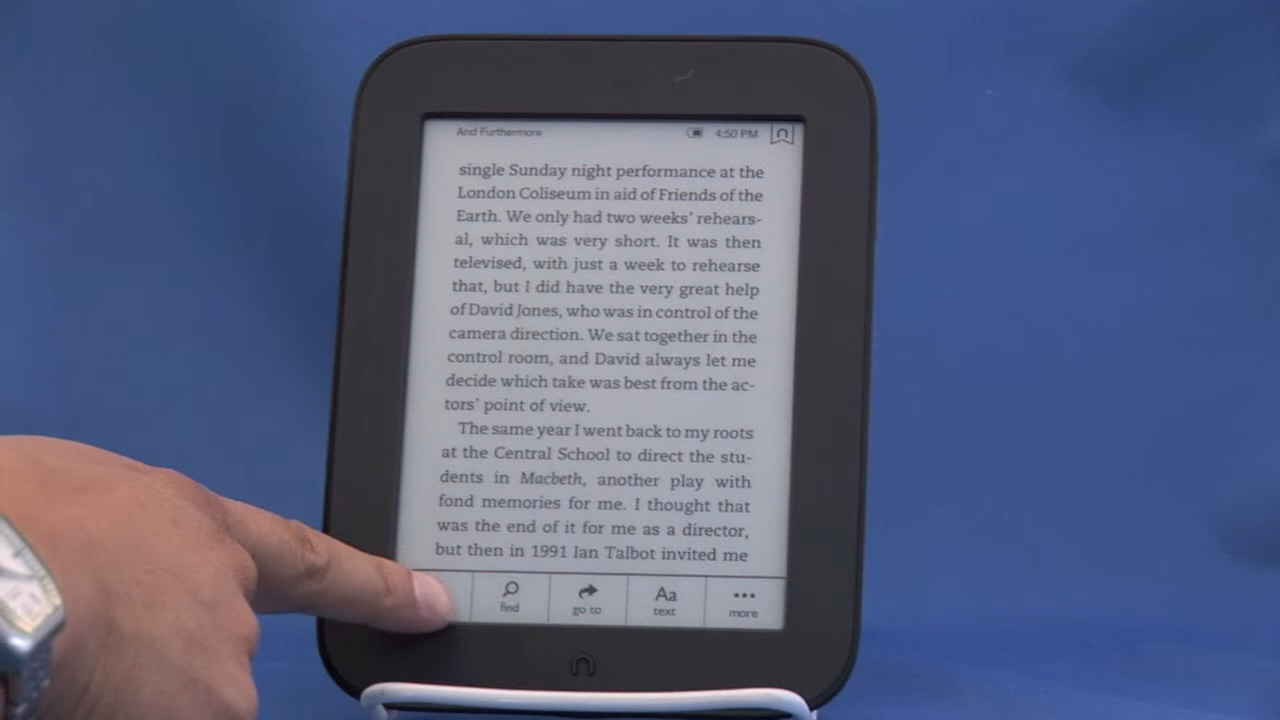 And Furthermore 4:50 PM
single Sunday night performance at the
London Coliseum in aid of Friends of the
Earth. We only had two weeks' rehears-
al, which was very short. It was then
televised, with just a week to rehearse
that, but I did have the very great help
of David Jones, who was in control of the
camera direction. We sat together in the
control room, and David always let me
decide which take was best from the ac-
tors' point of view.
The same year I went back to my roots
at the Central School to direct the stu-
dents in Macbeth, another play with
fond memories for me. I thought that
was the end of it for me as a director,
but then in 1991 Ian Talbot invited me
find go to Aa text more